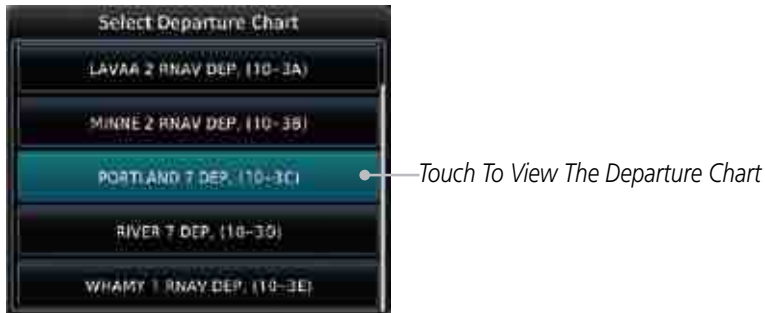 Select Departure Chart
LAVAA 2 RNAV DEP. (10-3A)
MINNE 2 RNAV DEP. (10-3B)
PORTLAND 7 DEP. (10-3C)
Touch To View The Departure Chart
RIVER 7 DEP. (10-3D)
WHAMY 1 RNAV DEP. (10-3E)